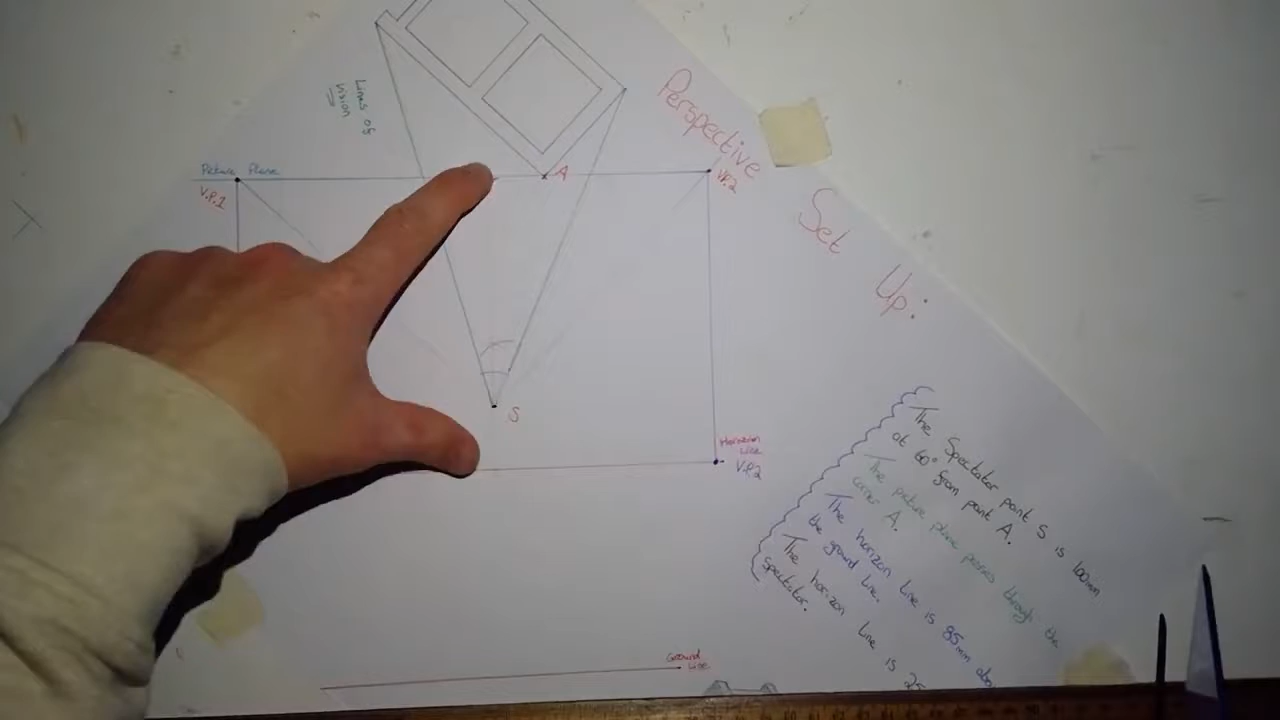 Lines of
vision
Perspective
Set
Up:
Picture Plane
V.P.1
A
V.P.2
S
Horizon
Line
V.P.2
The Spectator point S is 100mm
at 60° from point A.
The picture plane passes through the
corner A.
The horizon line is 85mm abo
the ground line.
The horizon line is 25
Spectator.
Ground
Line